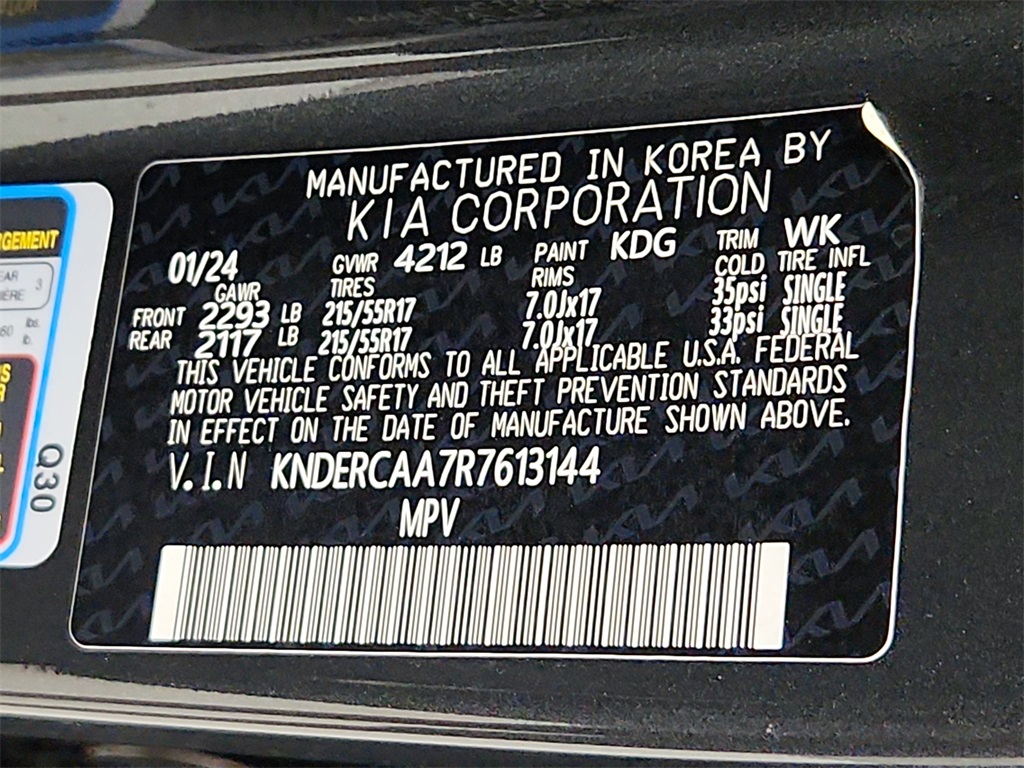 MANUFACTURED IN KOREA BY
KIA CORPORATION
01/24 GVWR 4212 LB PAINT KDG TRIM WK
GAWR TIRES RIMS COLD TIRE INFL
FRONT 2293 LB 215/55R17 7.0Jx17 35psi SINGLE
REAR 2117 LB 215/55R17 7.0Jx17 33psi SINGLE
THIS VEHICLE CONFORMS TO ALL APPLICABLE U.S.A. FEDERAL
MOTOR VEHICLE SAFETY AND THEFT PREVENTION STANDARDS
IN EFFECT ON THE DATE OF MANUFACTURE SHOWN ABOVE.
V.I.N KNDERCAA7R7613144
MPV
Q30